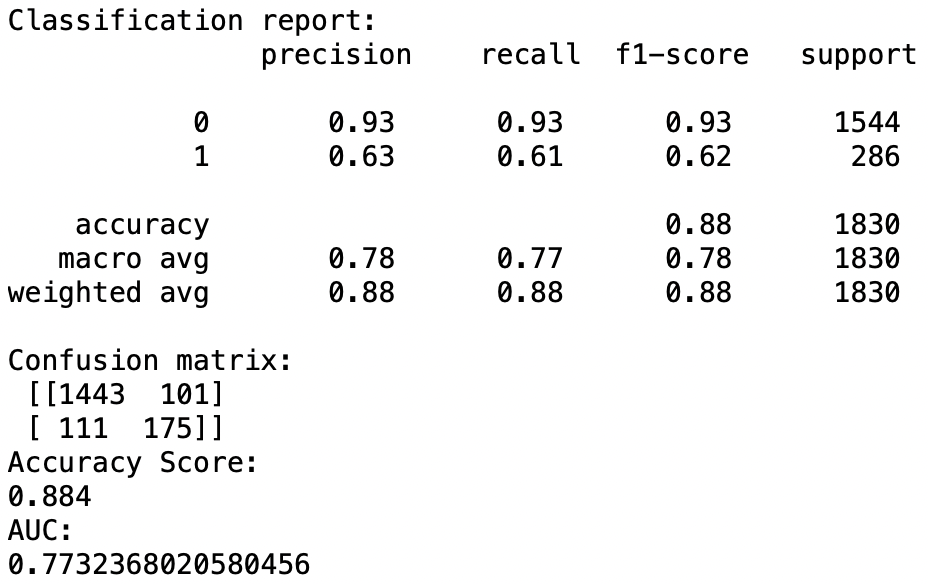 Classification report:
precision recall f1-score support
0 0.93 0.93 0.93 1544
1 0.63 0.61 0.62 286
accuracy 0.88 1830
macro avg 0.78 0.77 0.78 1830
weighted avg 0.88 0.88 0.88 1830
Confusion matrix:
[[1443 101]
[ 111 175]]
Accuracy Score:
0.884
AUC:
0.7732368020580456